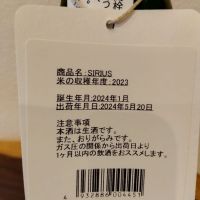 商品名:SIRIUS
米の収穫年度:2023
誕生年月:2024年1月
出荷年月日:2024年5月20日
注意事項
本酒は生酒です。
また、おりがらみです。
ガス圧の関係から出荷日より
1ヶ月以内の飲酒をおススメします。
4932886004451